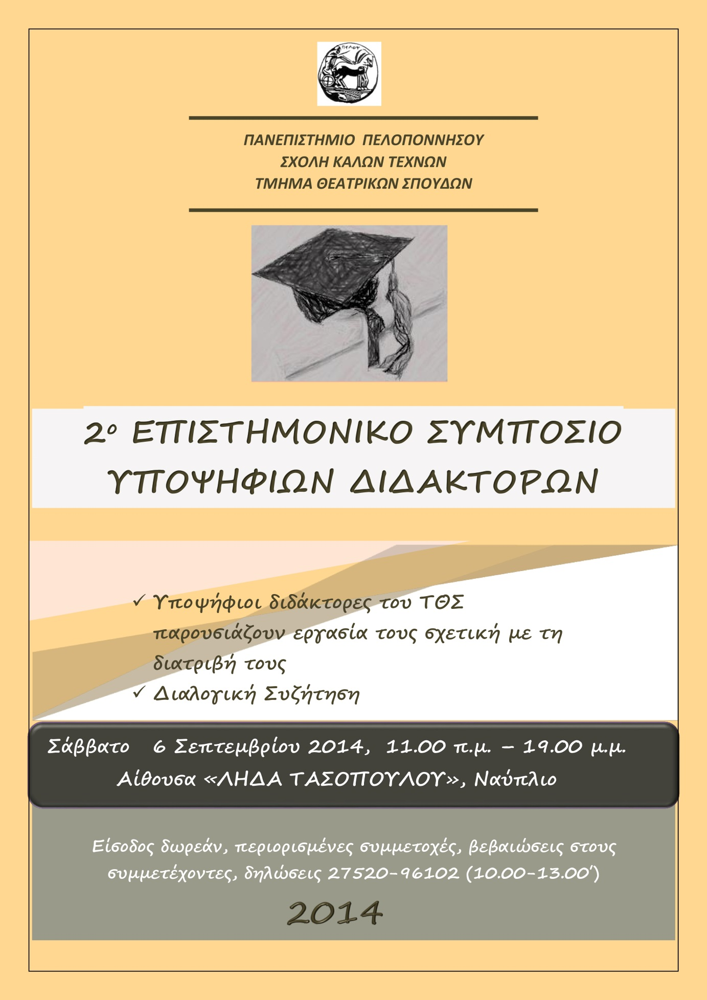 ΠΕΛΟΨ
ΠΑΝΕΠΙΣΤΗΜΙΟ ΠΕΛΟΠΟΝΝΗΣΟΥ
ΣΧΟΛΗ ΚΑΛΩΝ ΤΕΧΝΩΝ
ΤΜΗΜΑ ΘΕΑΤΡΙΚΩΝ ΣΠΟΥΔΩΝ
2ο ΕΠΙΣΤΗΜΟΝΙΚΟ ΣΥΜΠΟΣΙΟ
ΥΠΟΨΗΦΙΩΝ ΔΙΔΑΚΤΟΡΩΝ
✓ Υποψήφιοι διδάκτορες του ΤΘΣ
παρουσιάζουν εργασία τους σχετική με τη
διατριβή τους
✓ Διαλογική Συζήτηση
Σάββατο 6 Σεπτεμβρίου 2014, 11.00 π.μ. – 19.00 μ.μ.
Αίθουσα «ΛΗΔΑ ΤΑΣΟΠΟΥΛΟΥ», Ναύπλιο
Είσοδος δωρεάν, περιορισμένες συμμετοχές, βεβαιώσεις στους
συμμετέχοντες, δηλώσεις 27520-96102 (10.00-13.00')
2014